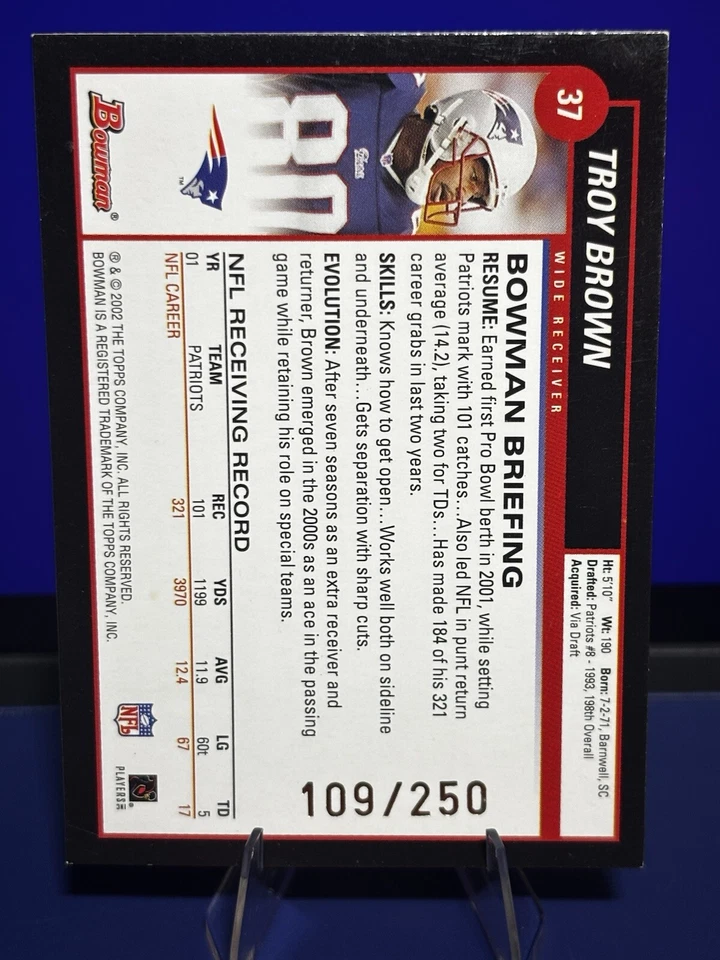 37
TROY BROWN
WIDE RECEIVER
Ht: 5'10" Wt: 190 Born: 7-2-71, Barnwell, SC
Drafted: Patriots #8 - 1993, 198th Overall
Acquired: Via Draft
80
BOWMAN BRIEFING
RESUME: Earned first Pro Bowl berth in 2001, while setting
Patriots mark with 101 catches...Also led NFL in punt return
average (14.2), taking two for TDs...Has made 184 of his 321
career grabs in last two years.
SKILLS: Knows how to get open...Works well both on sideline
and underneath...Gets separation with sharp cuts.
EVOLUTION: After seven seasons as an extra receiver and
returner, Brown emerged in the 2000s as an ace in the passing
game while retaining his role on special teams.
109/250
NFL RECEIVING RECORD
YR TEAM REC YDS AVG LG TD
01 PATRIOTS 101 1199 11.9 60t 5
NFL CAREER 321 3970 12.4 67 17
Bowman®
™
® & © 2002 THE TOPPS COMPANY, INC. ALL RIGHTS RESERVED.
BOWMAN IS A REGISTERED TRADEMARK OF THE TOPPS COMPANY, INC.
NFL
PLAYERS INC